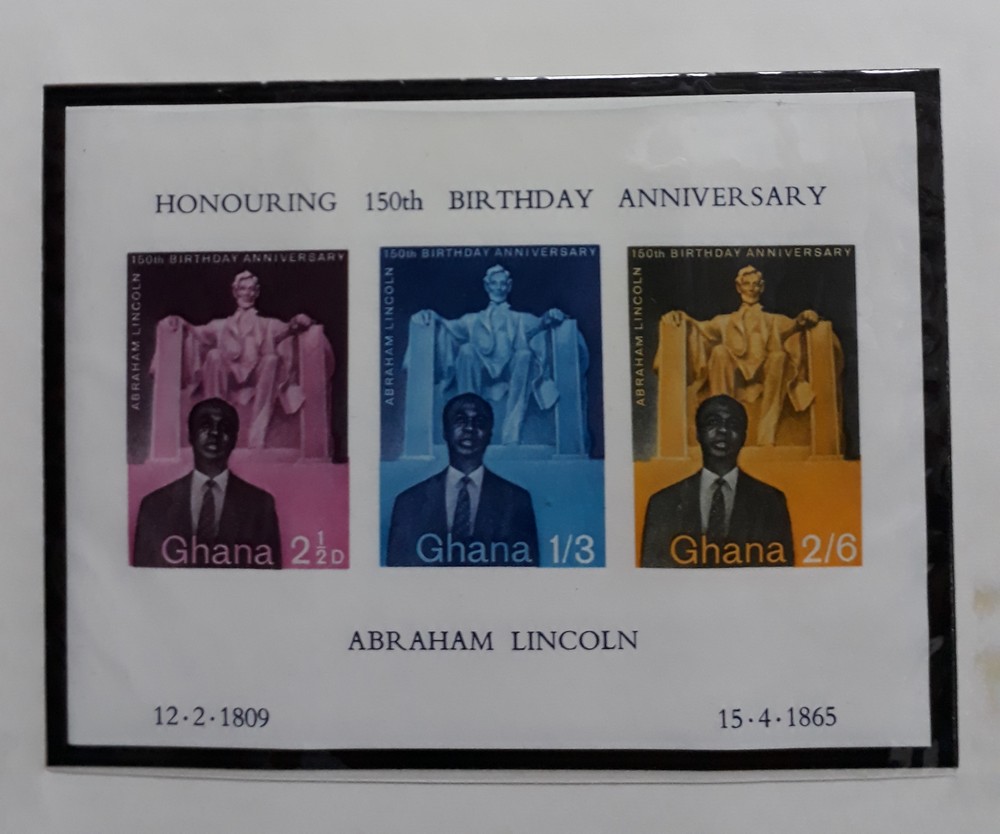 HONOURING 150th BIRTHDAY ANNIVERSARY
150th BIRTHDAY ANNIVERSARY
ABRAHAM LINCOLN
Ghana 2½D
150th BIRTHDAY ANNIVERSARY
ABRAHAM LINCOLN
Ghana 1/3
150th BIRTHDAY ANNIVERSARY
ABRAHAM LINCOLN
Ghana 2/6
ABRAHAM LINCOLN
12·2·1809
15·4·1865